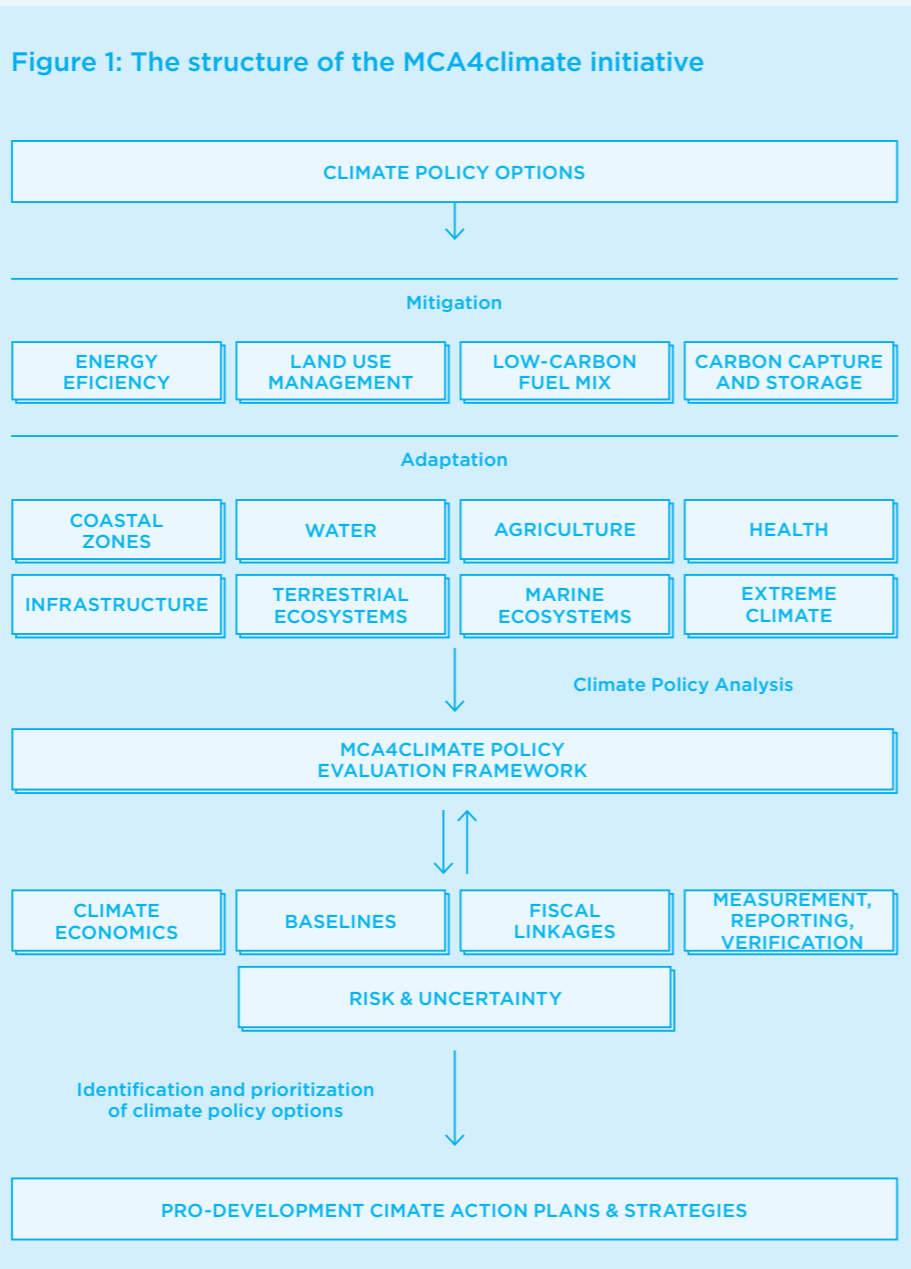 Figure 1: The structure of the MCA4climate initiative
CLIMATE POLICY OPTIONS
Mitigation
ENERGY
EFICIENCY
LAND USE
MANAGEMENT
LOW-CARBON
FUEL MIX
CARBON CAPTURE
AND STORAGE
Adaptation
COASTAL
ZONES
WATER
AGRICULTURE
HEALTH
INFRASTRUCTURE
TERRESTRIAL
ECOSYSTEMS
MARINE
ECOSYSTEMS
EXTREME
CLIMATE
Climate Policy Analysis
MCA4CLIMATE POLICY
EVALUATION FRAMEWORK
CLIMATE
ECONOMICS
BASELINES
FISCAL
LINKAGES
MEASUREMENT,
REPORTING,
VERIFICATION
RISK & UNCERTAINTY
Identification and prioritization
of climate policy options
PRO-DEVELOPMENT CIMATE ACTION PLANS & STRATEGIES